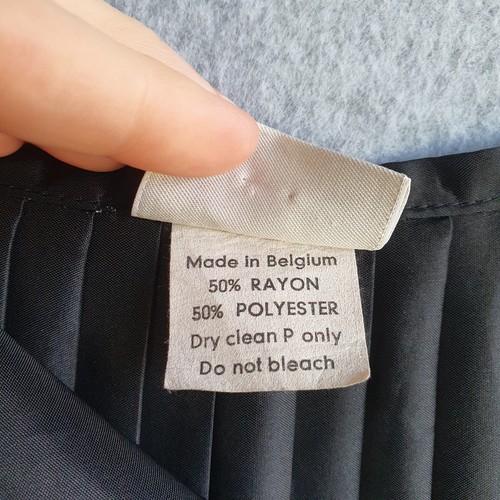 Made in Belgium
50% RAYON
50% POLYESTER
Dry clean P only
Do not bleach